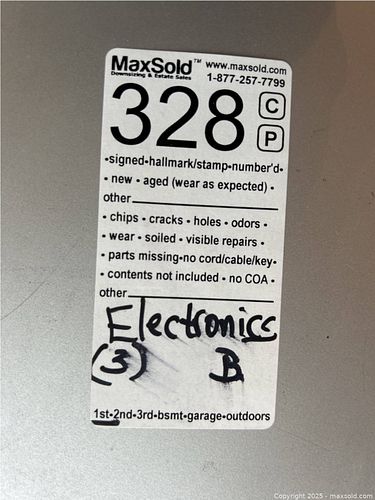 MaxSold™ www.maxsold.com
Downsizing & Estate Sales
1-877-257-7799
328 C
P
•signed•hallmark/stamp•number'd•
• new • aged (wear as expected) •
other
• chips • cracks • holes • odors •
• wear • soiled • visible repairs •
• parts missing•no cord/cable/key•
• contents not included • no COA •
other
Electronics
(3) B
1st•2nd•3rd•bsmt•garage•outdoors
Copyright 2025 - maxsold.com